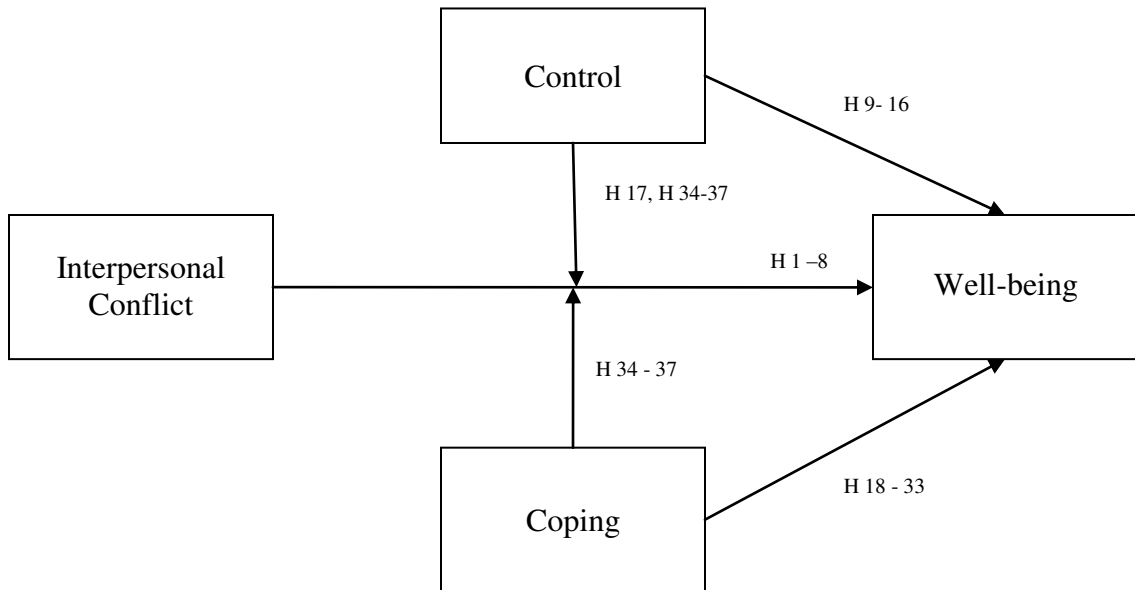 Control
H 9- 16
H 17, H 34-37
Interpersonal
Conflict
H 1 –8
Well-being
H 34 - 37
H 18 - 33
Coping